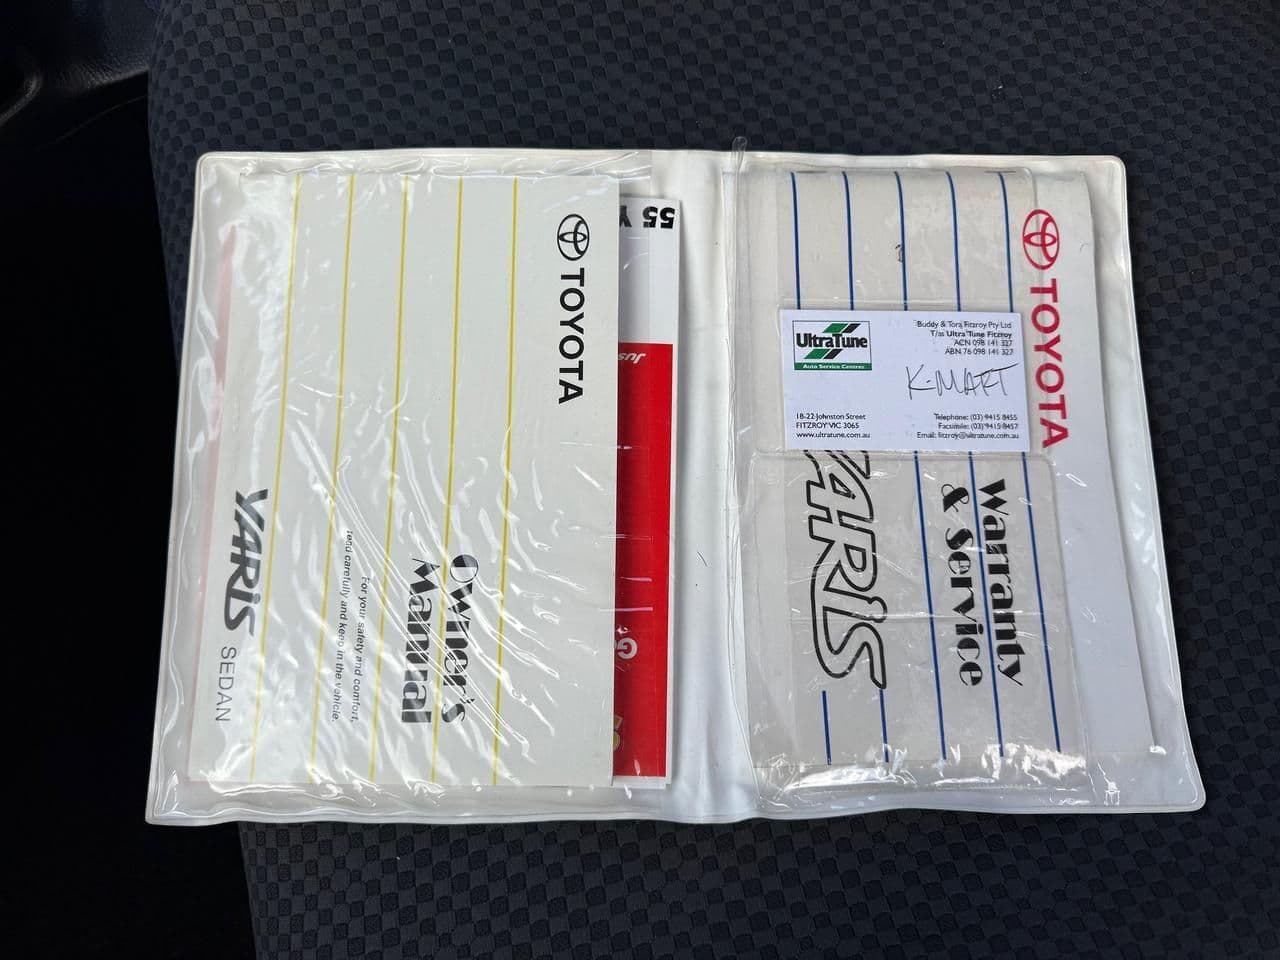 TOYOTA
Owner's
Manual
For your safety and comfort,
read carefully and keep in the vehicle.
YARiS SEDAN
55 Y
TOYOTA
Warranty
& Service
YARiS
UltraTune
Auto Service Centres
Buddy & Tora Fitzroy Pty Ltd
T/as Ultra Tune Fitzroy
ACN 098 141 327
ABN 76 098 141 327
K-MART
18-22 Johnston Street
FITZROY VIC 3065
www.ultratune.com.au
Telephone: (03) 9415 8455
Facsimile: (03) 9415 8457
Email: fitzroy@ultratune.com.au